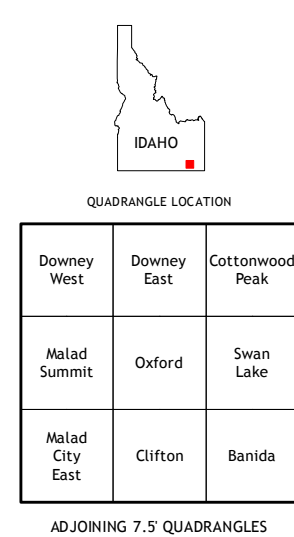 IDAHO
QUADRANGLE LOCATION
Downey
West
Downey
East
Cottonwood
Peak
Malad
Summit
Oxford
Swan
Lake
Malad
City
East
Clifton
Banida
ADJOINING 7.5' QUADRANGLES